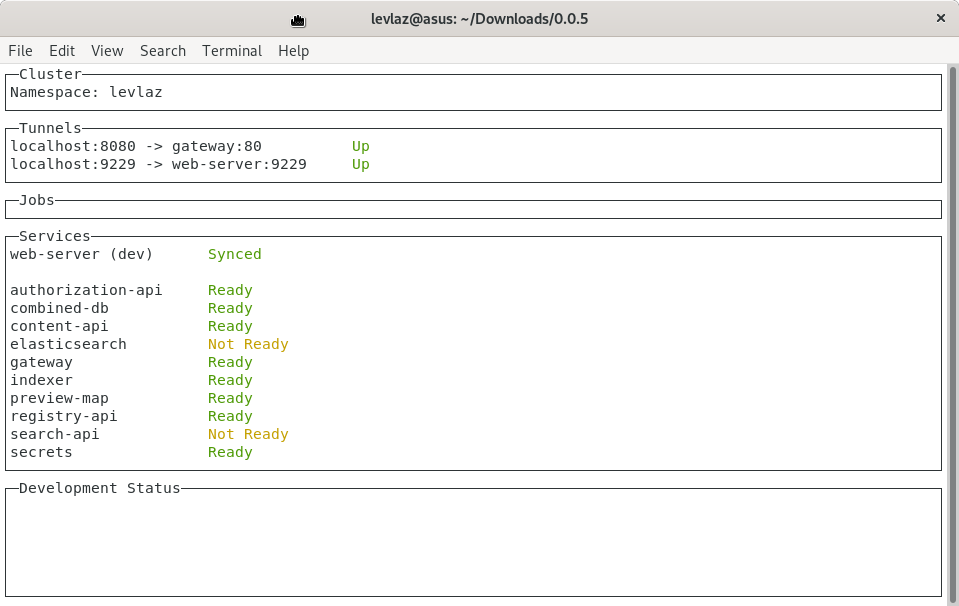 levlaz@asus: ~/Downloads/0.0.5
File Edit View Search Terminal Help
Cluster
Namespace: levlaz
Tunnels
localhost:8080 -> gateway:80 Up
localhost:9229 -> web-server:9229 Up
Jobs
Services
web-server (dev) Synced
authorization-api Ready
combined-db Ready
content-api Ready
elasticsearch Not Ready
gateway Ready
indexer Ready
preview-map Ready
registry-api Ready
search-api Not Ready
secrets Ready
Development Status